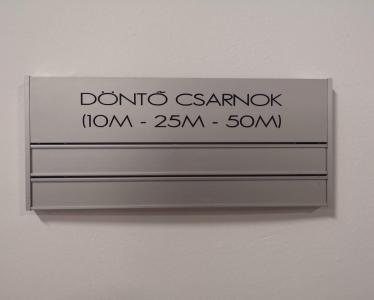 DÖNTŐ CSARNOK
(10M - 25M - 50M)